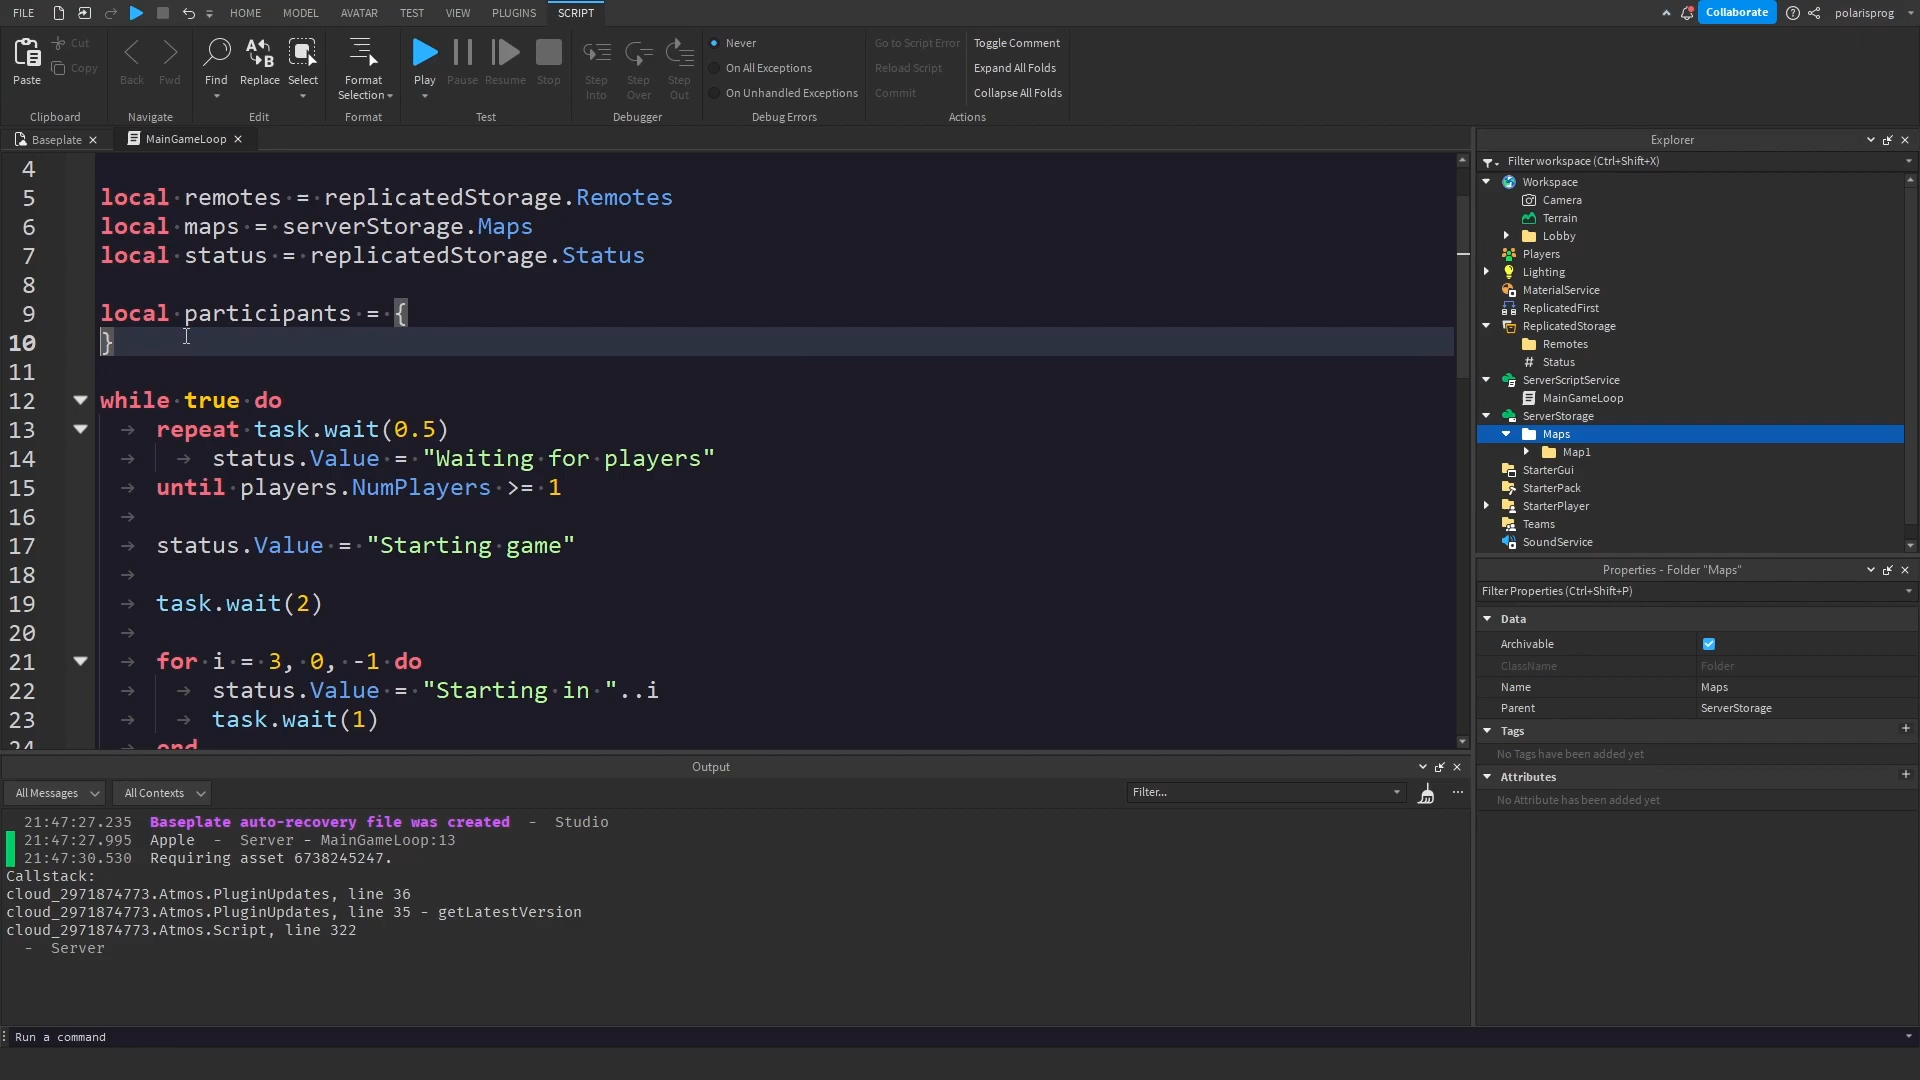 FILE HOME MODEL AVATAR TEST VIEW PLUGINS SCRIPT Collaborate polarisprog
Paste Cut Copy
Clipboard
Back Fwd
Navigate
Find Replace Select
Edit
Format Selection
Format
Play Pause Resume Stop
Test
Step Into Step Over Step Out
Debugger
Never
On All Exceptions
On Unhandled Exceptions
Debug Errors
Go to Script Error Toggle Comment
Reload Script Expand All Folds
Commit Collapse All Folds
Actions
Baseplate MainGameLoop
4
5 local remotes = replicatedStorage.Remotes
6 local maps = serverStorage.Maps
7 local status = replicatedStorage.Status
8
9 local participants = {
10 }
11
12 while true do
13 repeat task.wait(0.5)
14 status.Value = "Waiting for players"
15 until players.NumPlayers >= 1
16
17 status.Value = "Starting game"
18
19 task.wait(2)
20
21 for i = 3, 0, -1 do
22 status.Value = "Starting in "..i
23 task.wait(1)
24 end
Output
All Messages All Contexts Filter...
21:47:27.235 Baseplate auto-recovery file was created - Studio
21:47:27.995 Apple - Server - MainGameLoop:13
21:47:30.530 Requiring asset 6738245247.
Callstack:
cloud_2971874773.Atmos.PluginUpdates, line 36
cloud_2971874773.Atmos.PluginUpdates, line 35 - getLatestVersion
cloud_2971874773.Atmos.Script, line 322
- Server
Run a command
Explorer
Filter workspace (Ctrl+Shift+X)
Workspace
Camera
Terrain
Lobby
Players
Lighting
MaterialService
ReplicatedFirst
ReplicatedStorage
Remotes
# Status
ServerScriptService
MainGameLoop
ServerStorage
Maps
Map1
StarterGui
StarterPack
StarterPlayer
Teams
SoundService
Properties - Folder "Maps"
Filter Properties (Ctrl+Shift+P)
Data
Archivable
ClassName Folder
Name Maps
Parent ServerStorage
Tags
No Tags have been added yet
Attributes
No Attribute has been added yet